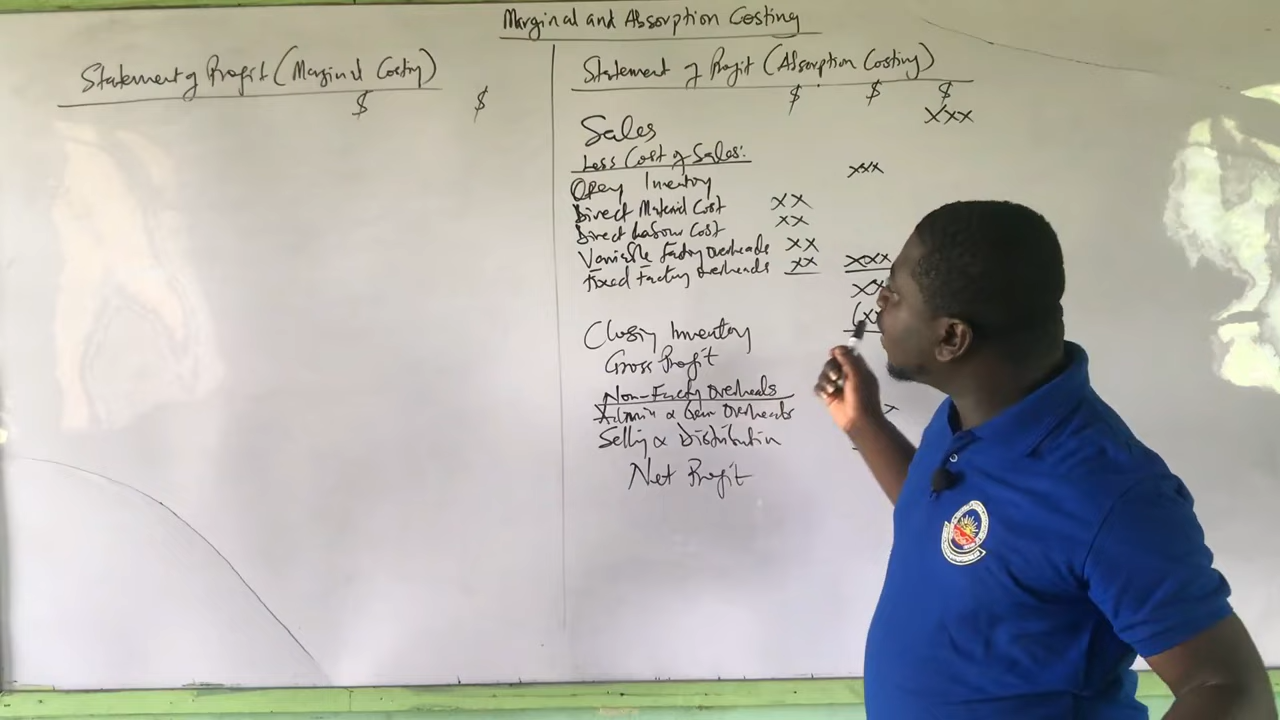 Marginal and Absorption Costing
Statement of Profit (Marginal Costing)
$ $
Statement of Profit (Absorption Costing)
$ $ $
Sales xxx
Less Cost of Sales:
Opening Inventory xxx
Direct Material Cost xx
Direct Labour Cost xx
Variable Factory overheads xx
Fixed Factory overheads xx xxx
xx
Closing Inventory (xx
Gross Profit
Non-Factory Overheads
Admin & Gen Overheads
Selling & Distribution
Net Profit